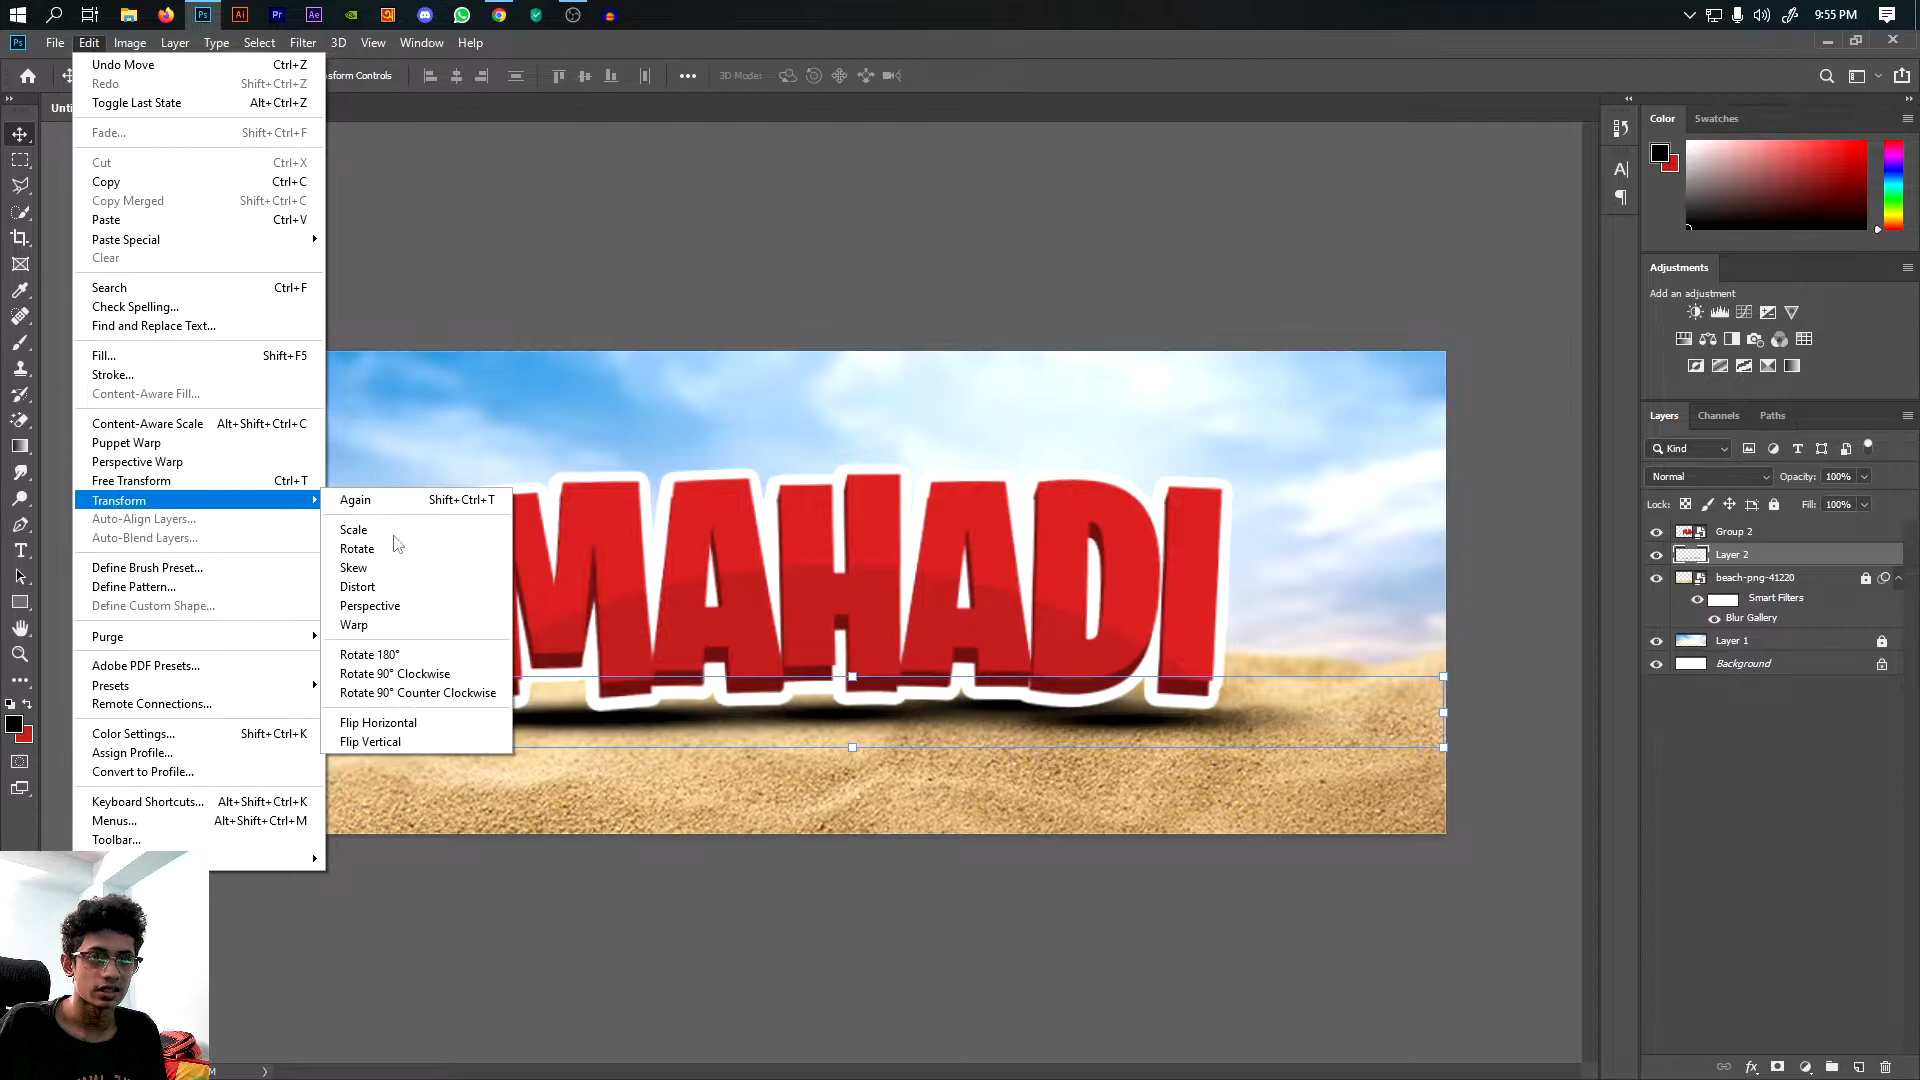 9:55 PM
File Edit Image Layer Type Select Filter 3D View Window Help
Undo Move Ctrl+Z
Redo Shift+Ctrl+Z
Toggle Last State Alt+Ctrl+Z
Fade... Shift+Ctrl+F
Cut Ctrl+X
Copy Ctrl+C
Copy Merged Shift+Ctrl+C
Paste Ctrl+V
Paste Special
Clear
Search Ctrl+F
Check Spelling...
Find and Replace Text...
Fill... Shift+F5
Stroke...
Content-Aware Fill...
Content-Aware Scale Alt+Shift+Ctrl+C
Puppet Warp
Perspective Warp
Free Transform Ctrl+T
Transform
Auto-Align Layers...
Auto-Blend Layers...
Define Brush Preset...
Define Pattern...
Define Custom Shape...
Purge
Adobe PDF Presets...
Presets
Remote Connections...
Color Settings... Shift+Ctrl+K
Assign Profile...
Convert to Profile...
Keyboard Shortcuts... Alt+Shift+Ctrl+K
Menus... Alt+Shift+Ctrl+M
Toolbar...
Again Shift+Ctrl+T
Scale
Rotate
Skew
Distort
Perspective
Warp
Rotate 180°
Rotate 90° Clockwise
Rotate 90° Counter Clockwise
Flip Horizontal
Flip Vertical
Controls
3D Mode:
MAHADI
Color Swatches
Adjustments
Add an adjustment
Layers Channels Paths
Kind
Normal Opacity: 100%
Lock: Fill: 100%
Group 2
Layer 2
beach-png-41220
Smart Filters
Blur Gallery
Layer 1
Background